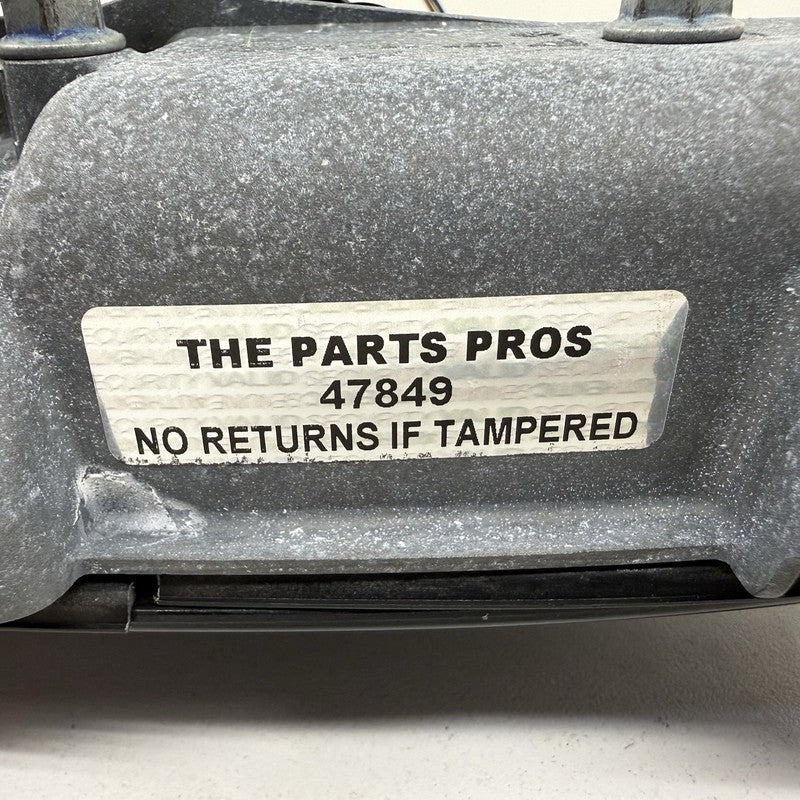 THE PARTS PROS
47849
NO RETURNS IF TAMPERED